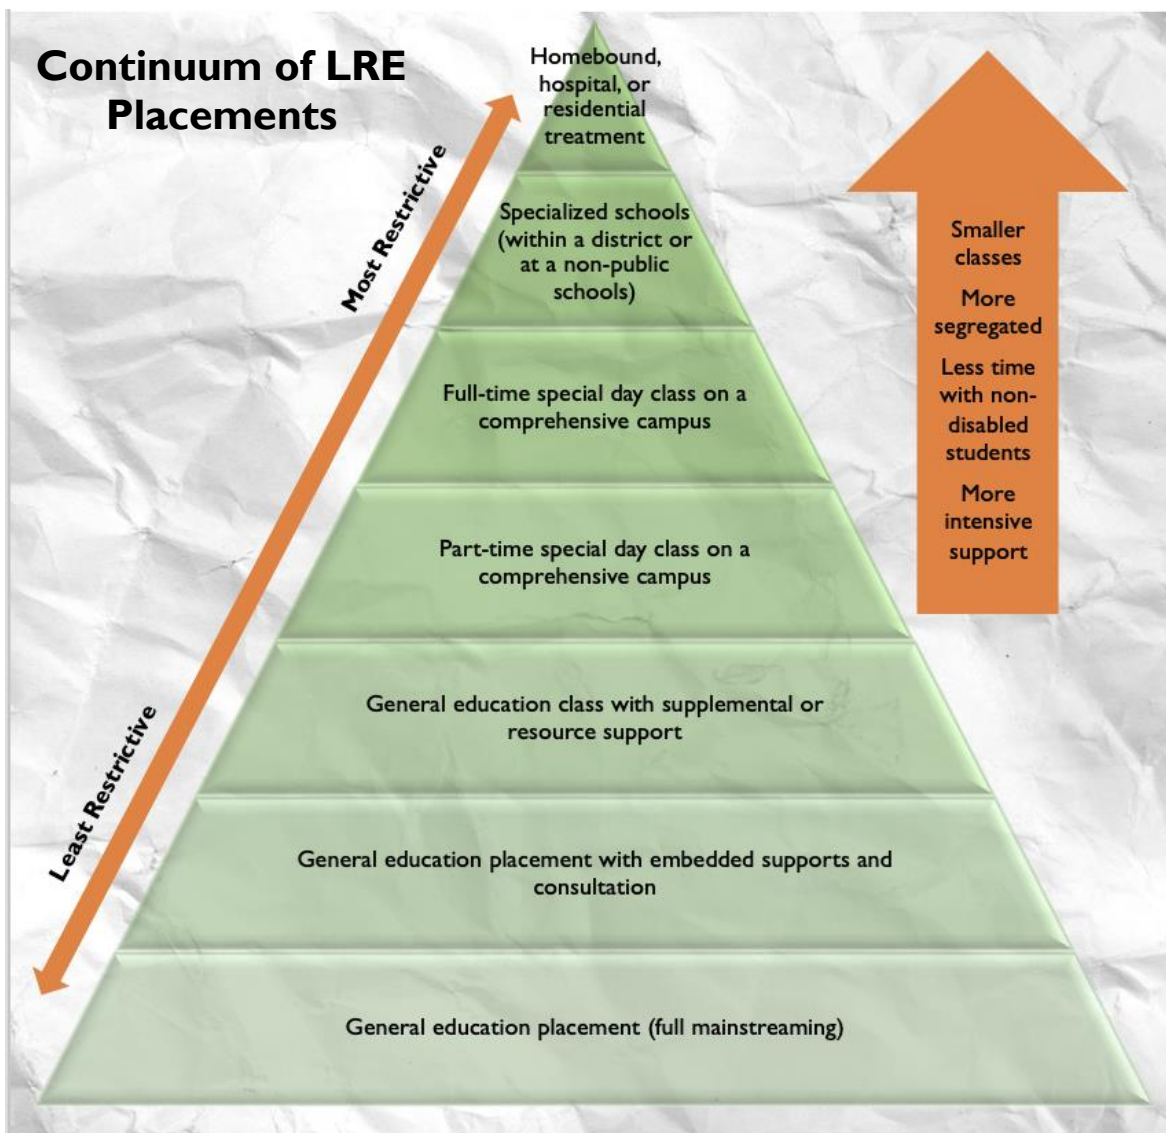 Continuum of LRE
Placements
Homebound,
hospital, or
residential
treatment
Most Restrictive
Specialized schools
(within a district or
at a non-public
schools)
Smaller
classes
More
segregated
Less time
with non-
disabled
students
More
intensive
support
Full-time special day class on a
comprehensive campus
Part-time special day class on a
comprehensive campus
General education class with supplemental or
resource support
Least Restrictive
General education placement with embedded supports and
consultation
General education placement (full mainstreaming)